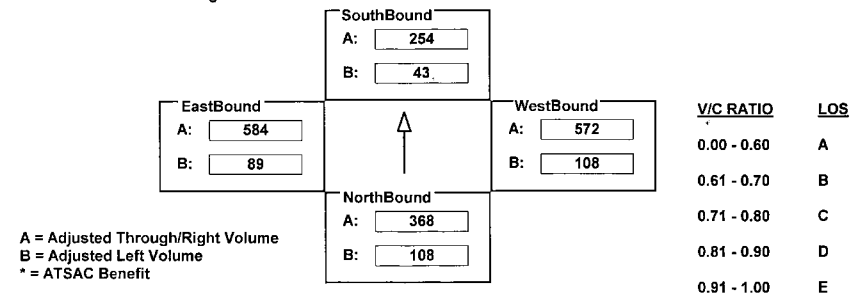 SouthBound
A: 254
B: 43
EastBound
A: 584
B: 89
WestBound
A: 572
B: 108
NorthBound
A: 368
B: 108
A = Adjusted Through/Right Volume
B = Adjusted Left Volume
* = ATSAC Benefit
V/C RATIO LOS
0.00 - 0.60 A
0.61 - 0.70 B
0.71 - 0.80 C
0.81 - 0.90 D
0.91 - 1.00 E